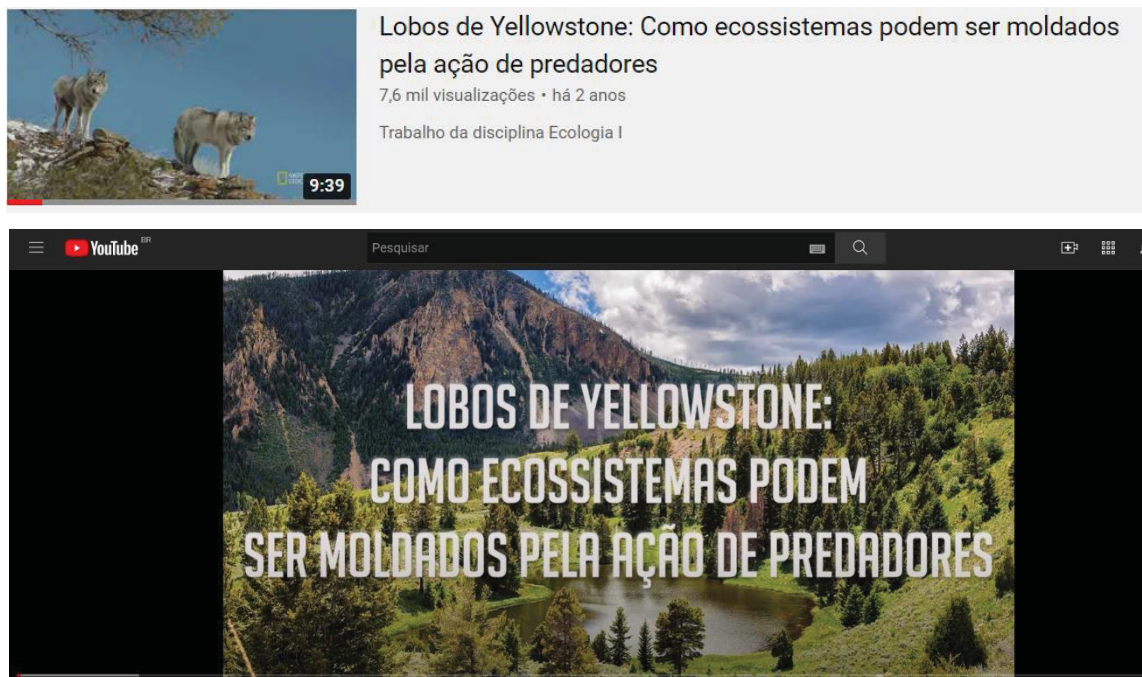 Lobos de Yellowstone: Como ecossistemas podem ser moldados
pela ação de predadores
7,6 mil visualizações • há 2 anos
Trabalho da disciplina Ecologia I
9:39
YouTube BR
Pesquisar
LOBOS DE YELLOWSTONE:
COMO ECOSSISTEMAS PODEM
SER MOLDADOS PELA AÇÃO DE PREDADORES